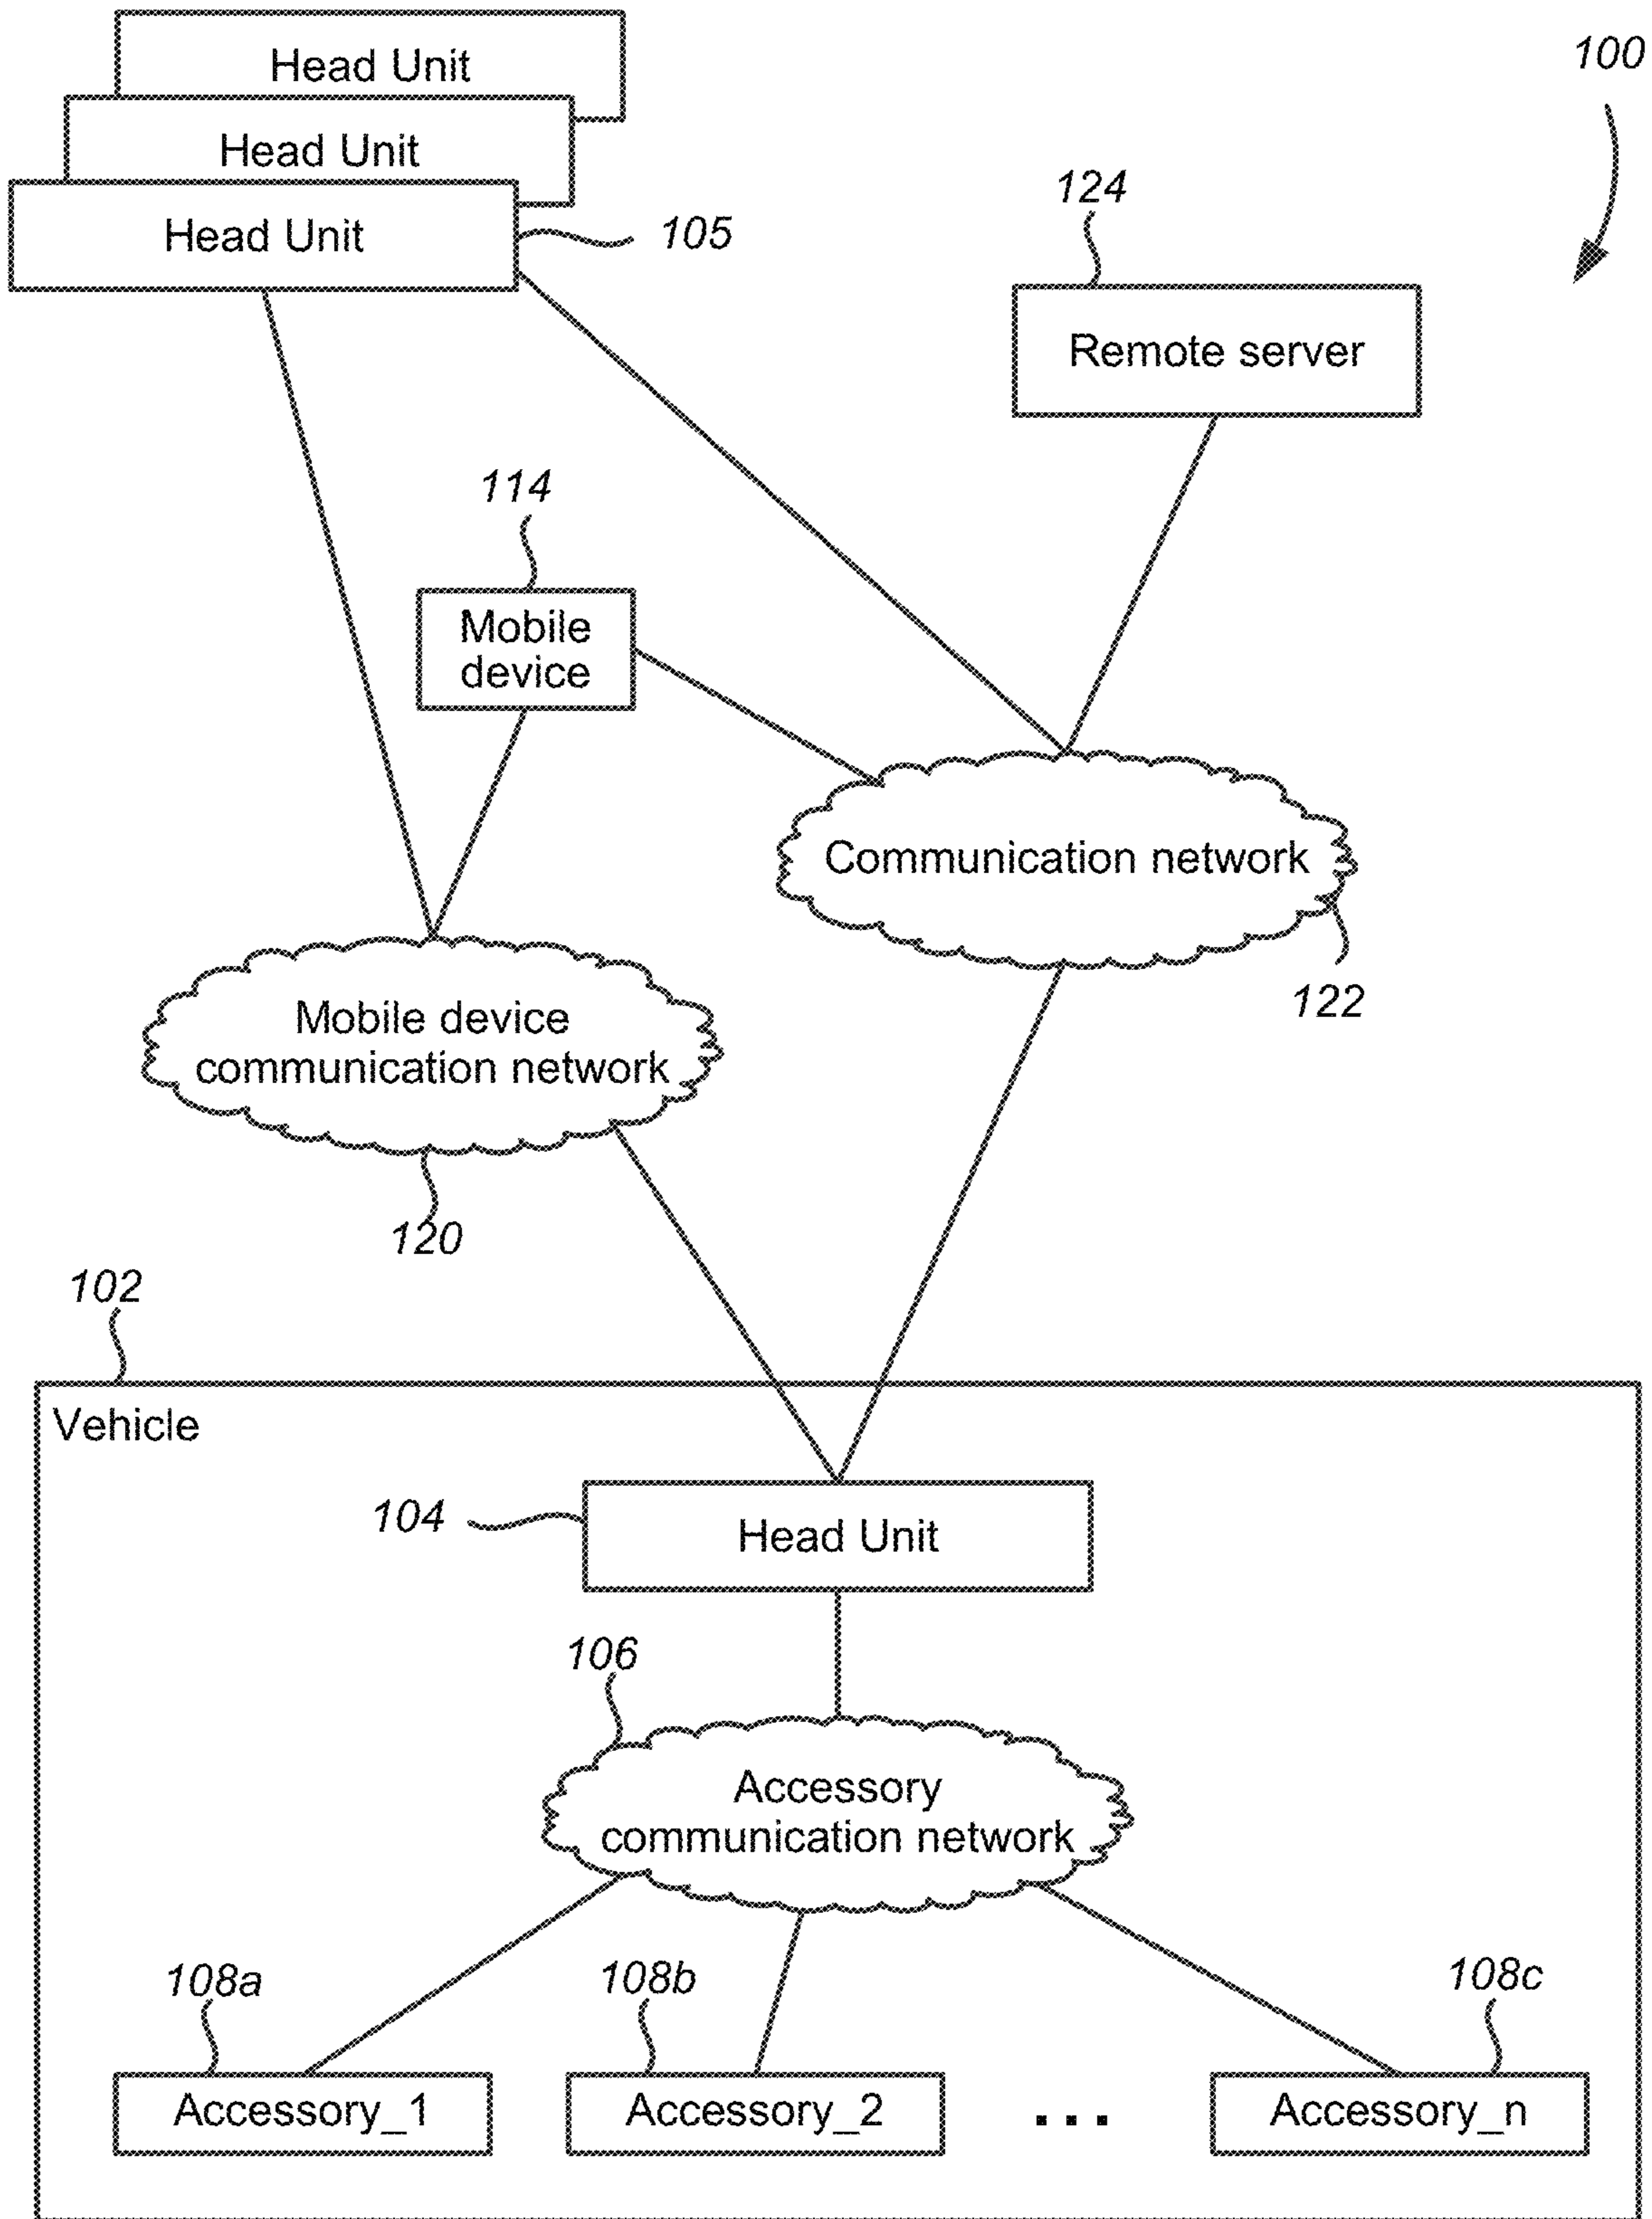 Head Unit
100
Head Unit
124
Head Unit
105
Remote server
114
Mobile
device
Communication network
122
Mobile device
communication network
120
102
Vehicle
104
Head Unit
106
Accessory
communication network
108a
108b
108c
Accessory_1
Accessory_2
...
Accessory_n